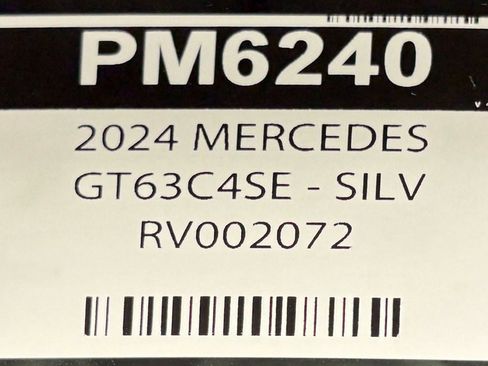 PM6240
2024 MERCEDES
GT63C4SE - SILV
RV002072